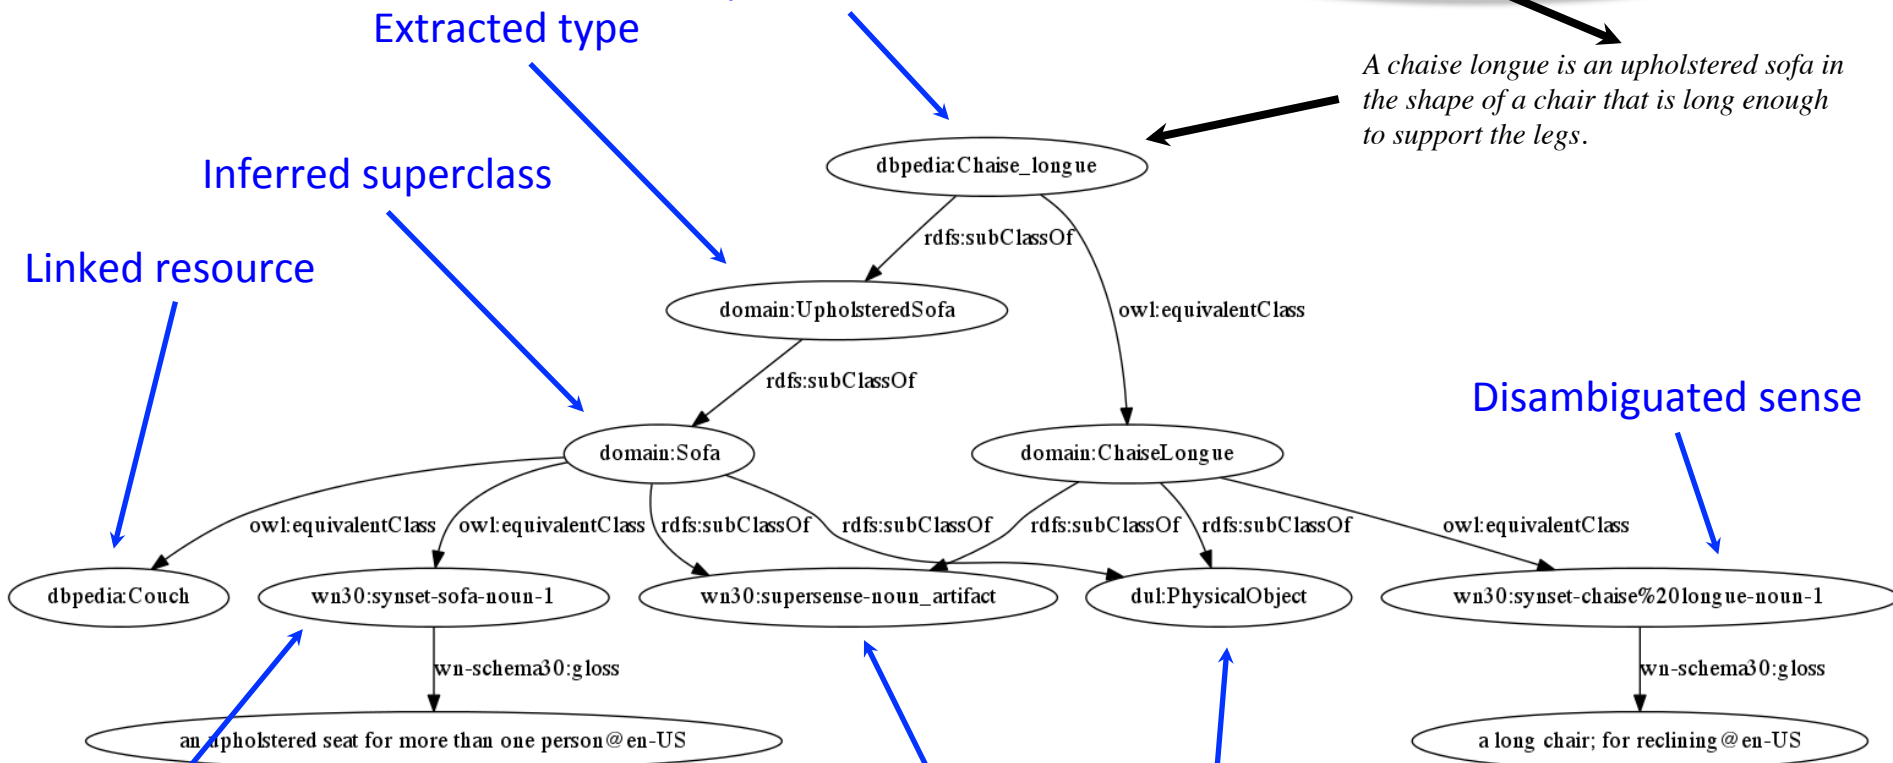 Extracted type
A chaise longue is an upholstered sofa in
the shape of a chair that is long enough
to support the legs.
dbpedia:Chaise_longue
Inferred superclass
rdfs:subClassOf
Linked resource
domain:UpholsteredSofa
owl:equivalentClass
rdfs:subClassOf
Disambiguated sense
domain:Sofa
domain:ChaiseLongue
owl:equivalentClass
owl:equivalentClass
rdfs:subClassOf
rdfs:subClassOf
rdfs:subClassOf
rdfs:subClassOf
owl:equivalentClass
dbpedia:Couch
wn30:synset-sofa-noun-1
wn30:supersense-noun_artifact
dul:PhysicalObject
wn30:synset-chaise%20longue-noun-1
wn-schema30:gloss
wn-schema30:gloss
an upholstered seat for more than one person@en-US
a long chair; for reclining@en-US